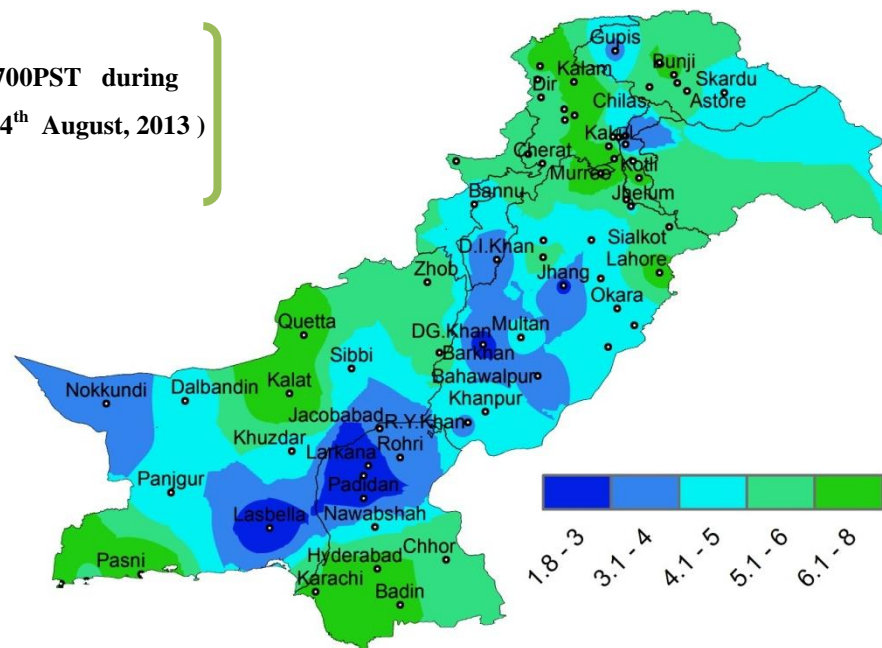 700PST during
4th August, 2013 )
Gupis
Bunji
Kalam
Skardu
Dir
Chilas
Astore
Kakul
Cherat
Kotli
Murree
Jhelum
Bannu
Sialkot
D.I.Khan
Lahore
Zhob
Jhang
Okara
Quetta
DG.Khan
Multan
Sibbi
Barkhan
Nokkundi
Dalbandin
Kalat
Bahawalpur
Khanpur
Jacobabad
R.Y.Khan
Khuzdar
Rohri
Larkana
Panjgur
Padidan
Lasbella
Nawabshah
Pasni
Hyderabad
Chhor
Karachi
Badin
1.8 - 3
3.1 - 4
4.1 - 5
5.1 - 6
6.1 - 8